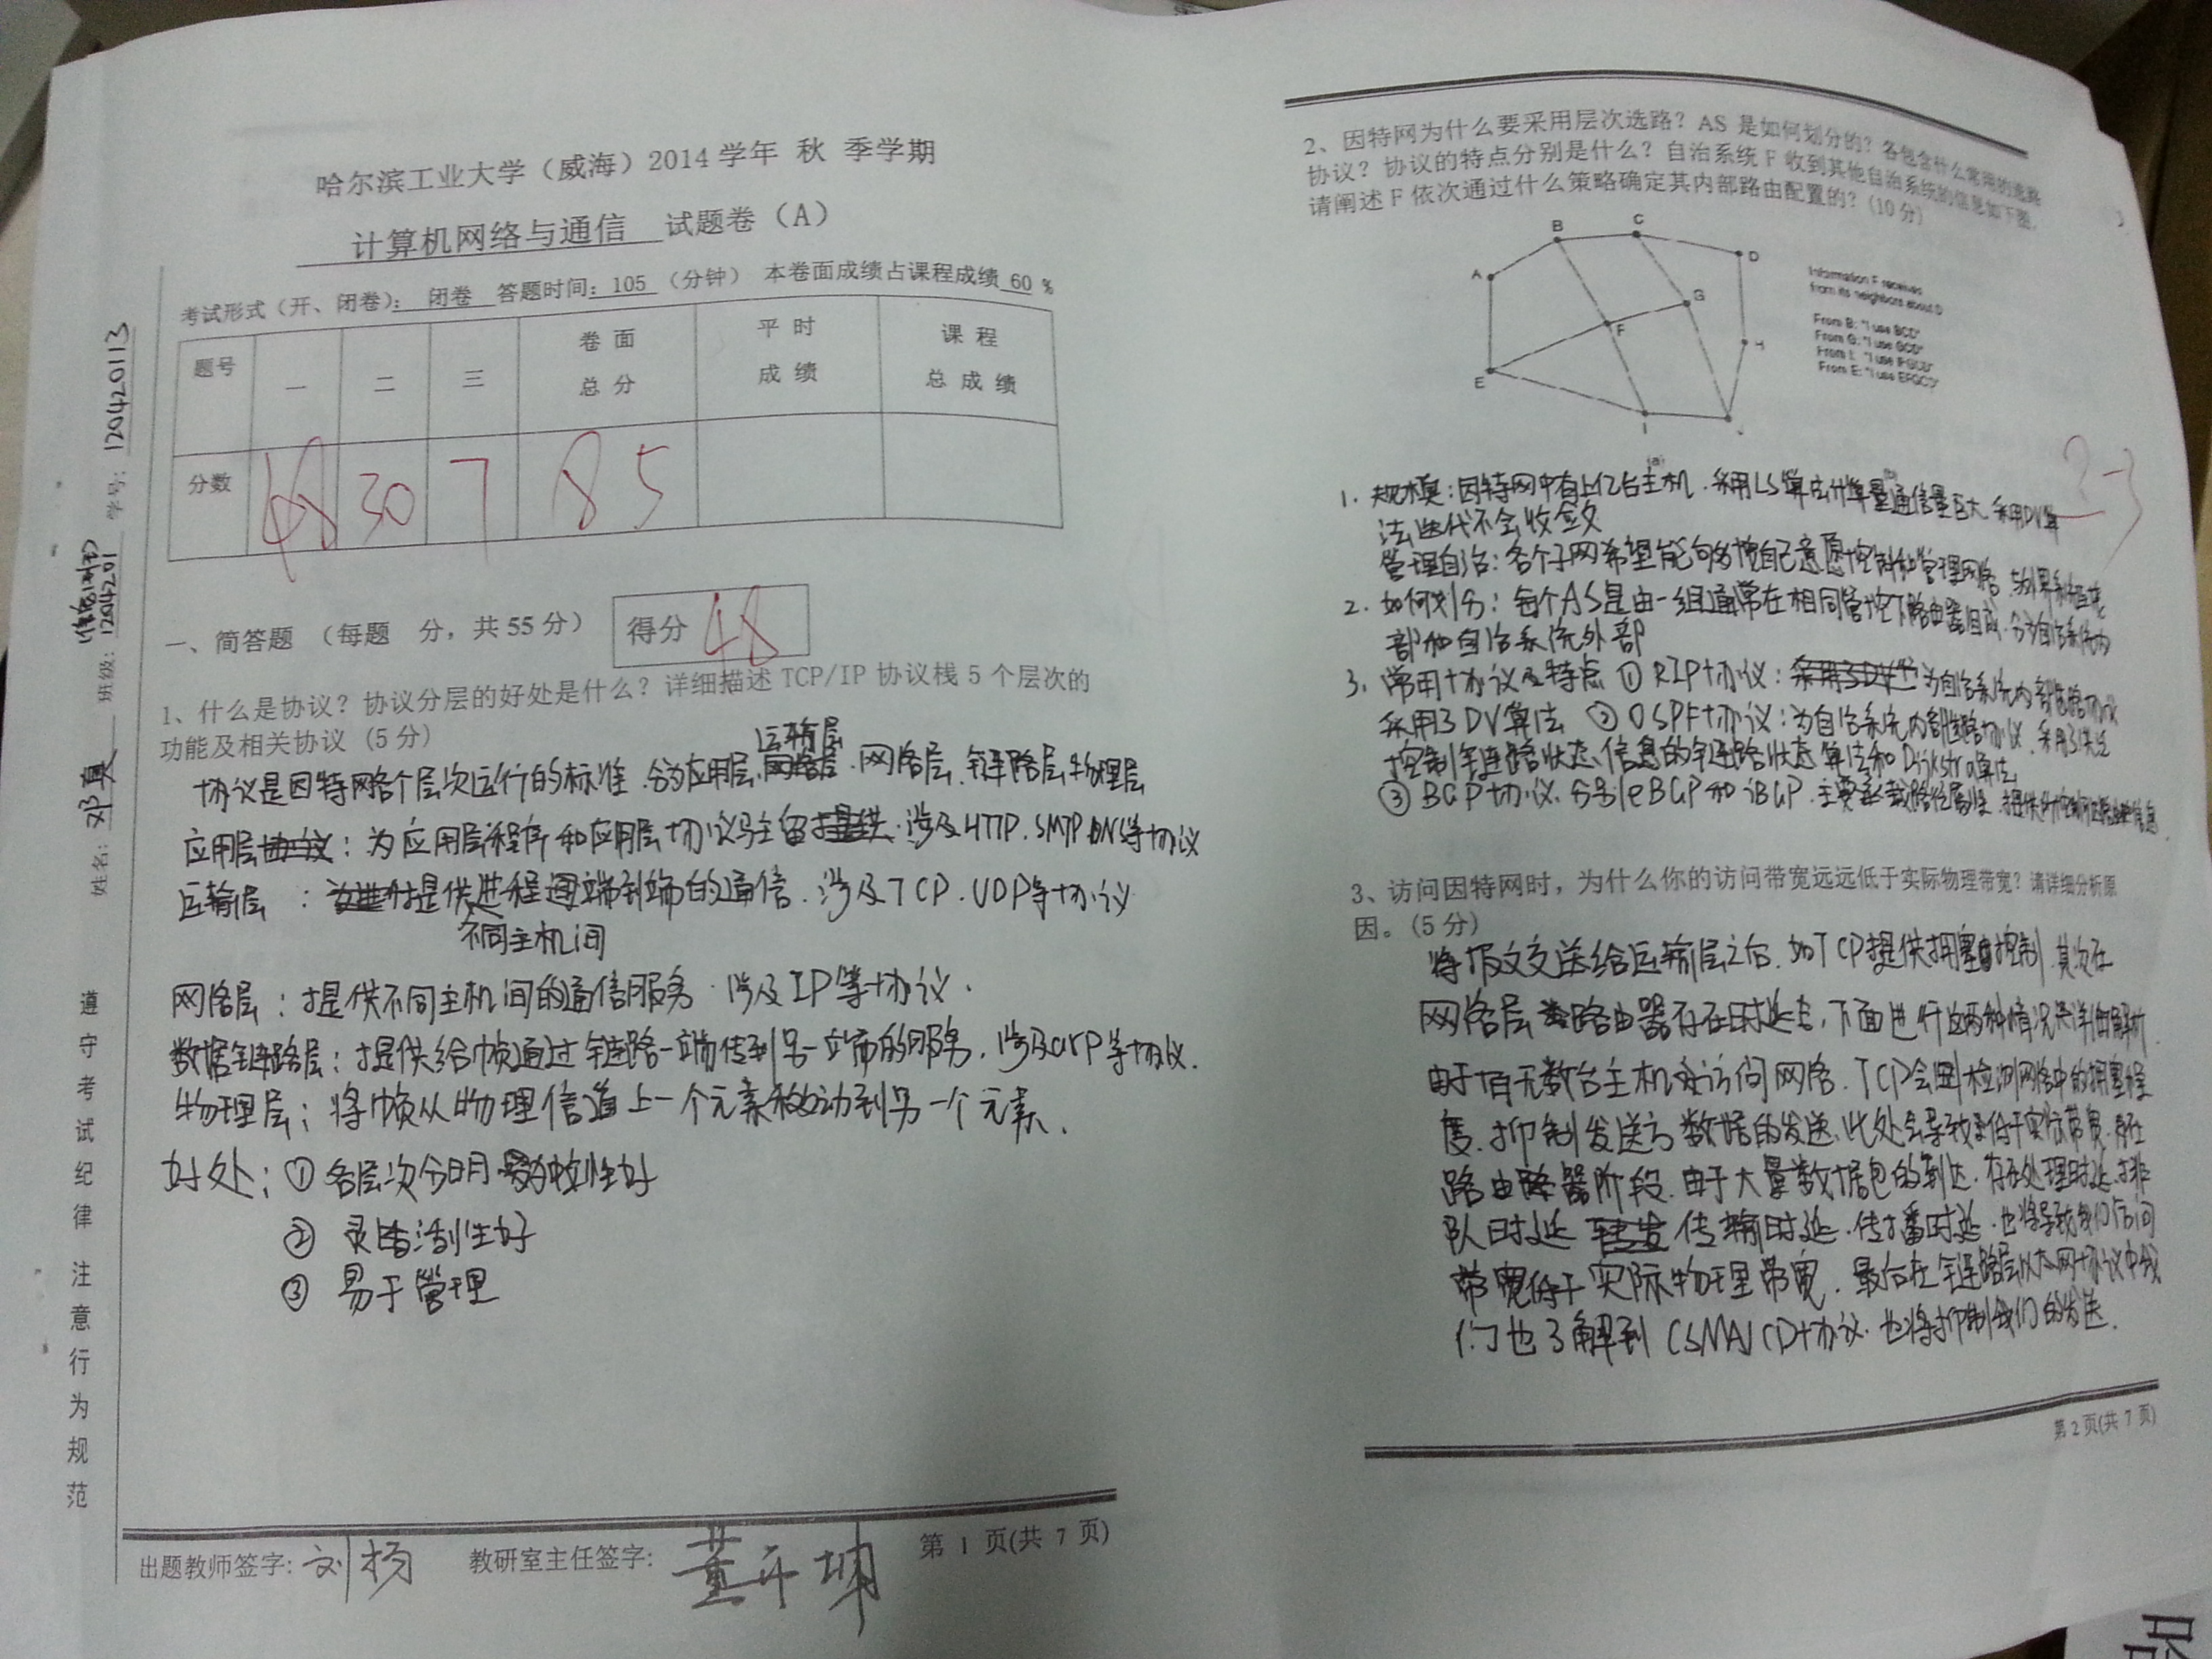 哈尔滨工业大学（威海）2014 学年 秋 季学期
计算机网络与通信 试题卷（A）
考试形式（开、闭卷）：闭卷 答题时间：105 （分钟） 本卷面成绩占课程成绩 60 %
题号 一 二 三 卷面总分 平时成绩 课程总成绩
分数 48 30 7 85
一、简答题 （每题 分，共 55 分） 得分 48
1、什么是协议？协议分层的好处是什么？详细描述 TCP/IP 协议栈 5 个层次的
功能及相关协议（5 分）
运输层
协议是因特网各个层次运行的标准．分为应用层、网络层．网络层．链路层．物理层
应用层协议：为应用层程序和应用层协议驻留提供．涉及HTTP．SMTP．DNS等协议
运输层：提供进程端到端的通信．涉及TCP．UDP等协议
不同主机间
网络层：提供不同主机间的通信服务．涉及IP等协议．
数据链路层：提供给帧通过链路一端传到另一端的服务．涉及arp等协议．
物理层：将帧从物理信道上一个元素移动到另一个元素．
好处：① 各层次分明 性好
② 灵活性好
③ 易于管理
遵守考试纪律 注意行为规范
姓名：邓真 班级：1204201 学号：120420113
出题教师签字：刘扬 教研室主任签字：董开坤 第 1 页(共 7 页)
2、因特网为什么要采用层次选路？AS 是如何划分的？各包含什么常用的选路
协议？协议的特点分别是什么？自治系统 F 收到其他自治系统的信息如下图，
请阐述 F 依次通过什么策略确定其内部路由配置的？（10 分）
A B C D E F G H I J
Information F receives
from its neighbors about D
From B: "I use BCD"
From G: "I use GCD"
From I: "I use IFGCD"
From E: "I use EFGCD"
(a)
1．规模：因特网中有上亿台主机．采用LS算法计算量通信量巨大．采用DV算
法迭代不会收敛
管理自治：各个子网希望能够按自己意愿控制和管理网络
2．如何划分：每个AS是由一组通常在相同管控下路由器组成．分为自治系统内
部和自治系统外部
3．常用协议及特点 ① RIP协议：采用了DV 为自治系统内部选路协议
采用了DV算法 ② OSPF协议：为自治系统内部选路协议．采用了
控制链路状态信息的链路状态算法和Dijkstra算法
③ BGP协议．分别eBGP和iBGP．主要承载路径属性．
23
3、访问因特网时，为什么你的访问带宽远远低于实际物理带宽？请详细分析原
因。（5 分）
将报文交送给运输层之后．如TCP提供拥塞控制．其次在
网络层路由器存在时延，下面进行这两种情况详细解析
由于有无数台主机访问网络．TCP会检测网络中的拥塞程
度．抑制发送方数据的发送，此处会导致低于实际带宽．
路由器阶段．由于大量数据包的到达．存在处理时延．排
队时延 转发 传输时延．传播时延．也将导致我们访问
带宽低于实际物理带宽．最后在链路层以太网协议中我
们也了解到CSMA/CD协议．也将抑制我们的发送．
第 2 页(共 7 页)